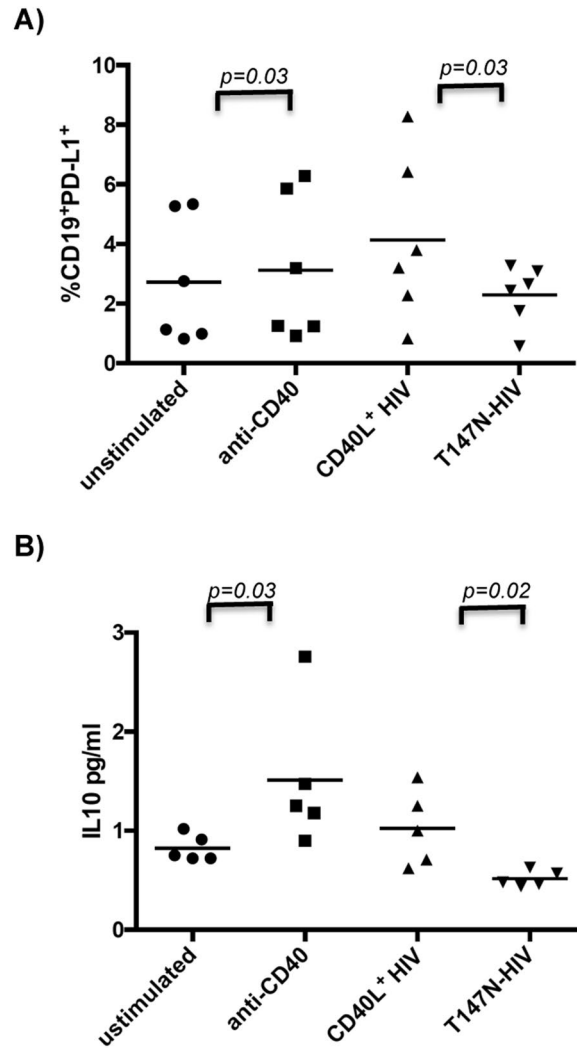 A)
p=0.03
p=0.03
%CD19⁺PD-L1⁺
10
8
6
4
2
0
unstimulated
anti-CD40
CD40L⁺ HIV
T147N-HIV
B)
p=0.03
p=0.02
IL10 pg/ml
3
2
1
0
ustimulated
anti-CD40
CD40L⁺ HIV
T147N-HIV